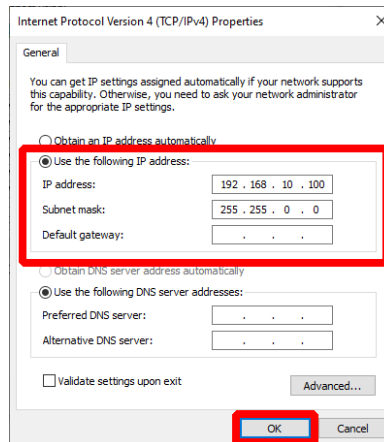 Internet Protocol Version 4 (TCP/IPv4) Properties
General
You can get IP settings assigned automatically if your network supports
this capability. Otherwise, you need to ask your network administrator
for the appropriate IP settings.
Obtain an IP address automatically
Use the following IP address:
IP address: 192 . 168 . 10 . 100
Subnet mask: 255 . 255 . 0 . 0
Default gateway: . . .
Obtain DNS server address automatically
Use the following DNS server addresses:
Preferred DNS server: . . .
Alternative DNS server: . . .
Validate settings upon exit Advanced...
OK Cancel